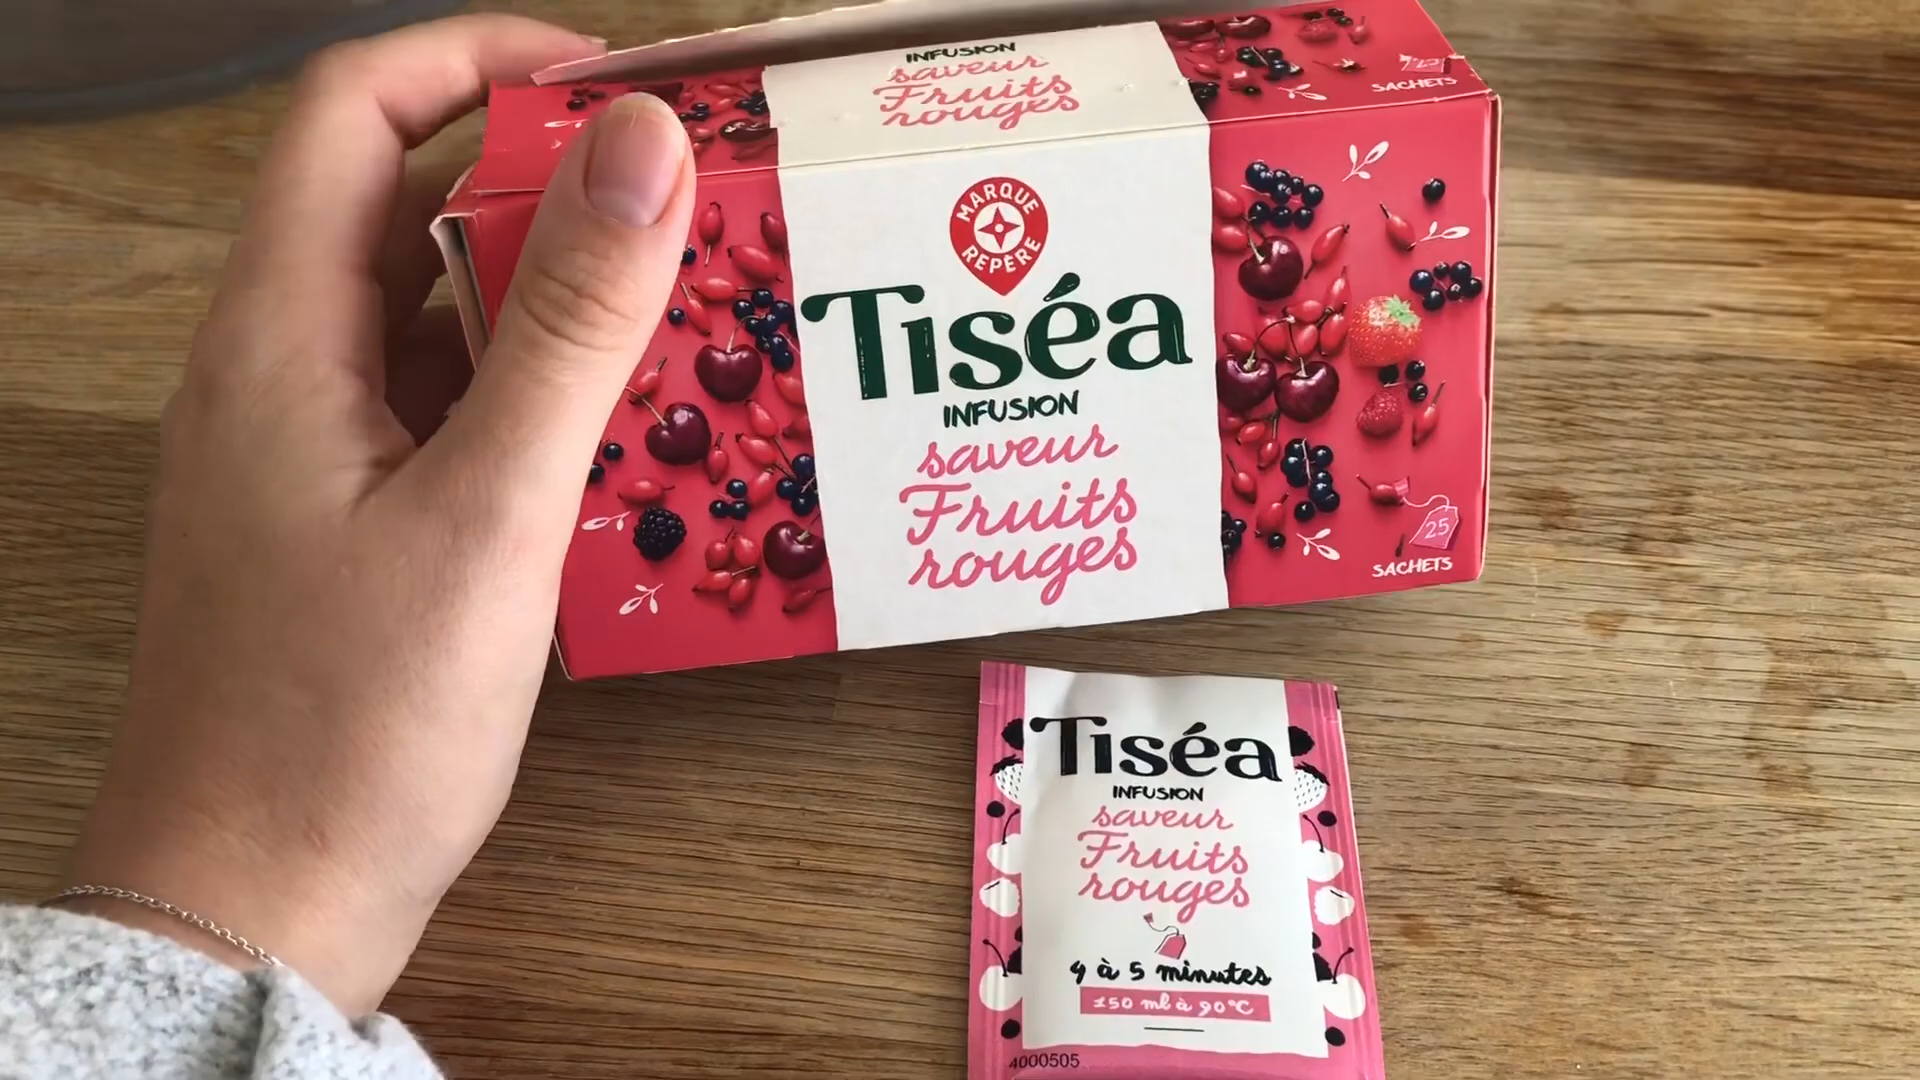 INFUSION
saveur
Fruits
rouges
25
SACHETS
MARQUE
REPÈRE
Tiséa
INFUSION
saveur
Fruits
rouges
25
SACHETS
Tiséa
INFUSION
saveur
Fruits
rouges
4 à 5 minutes
150 ml à 90°C
4000505